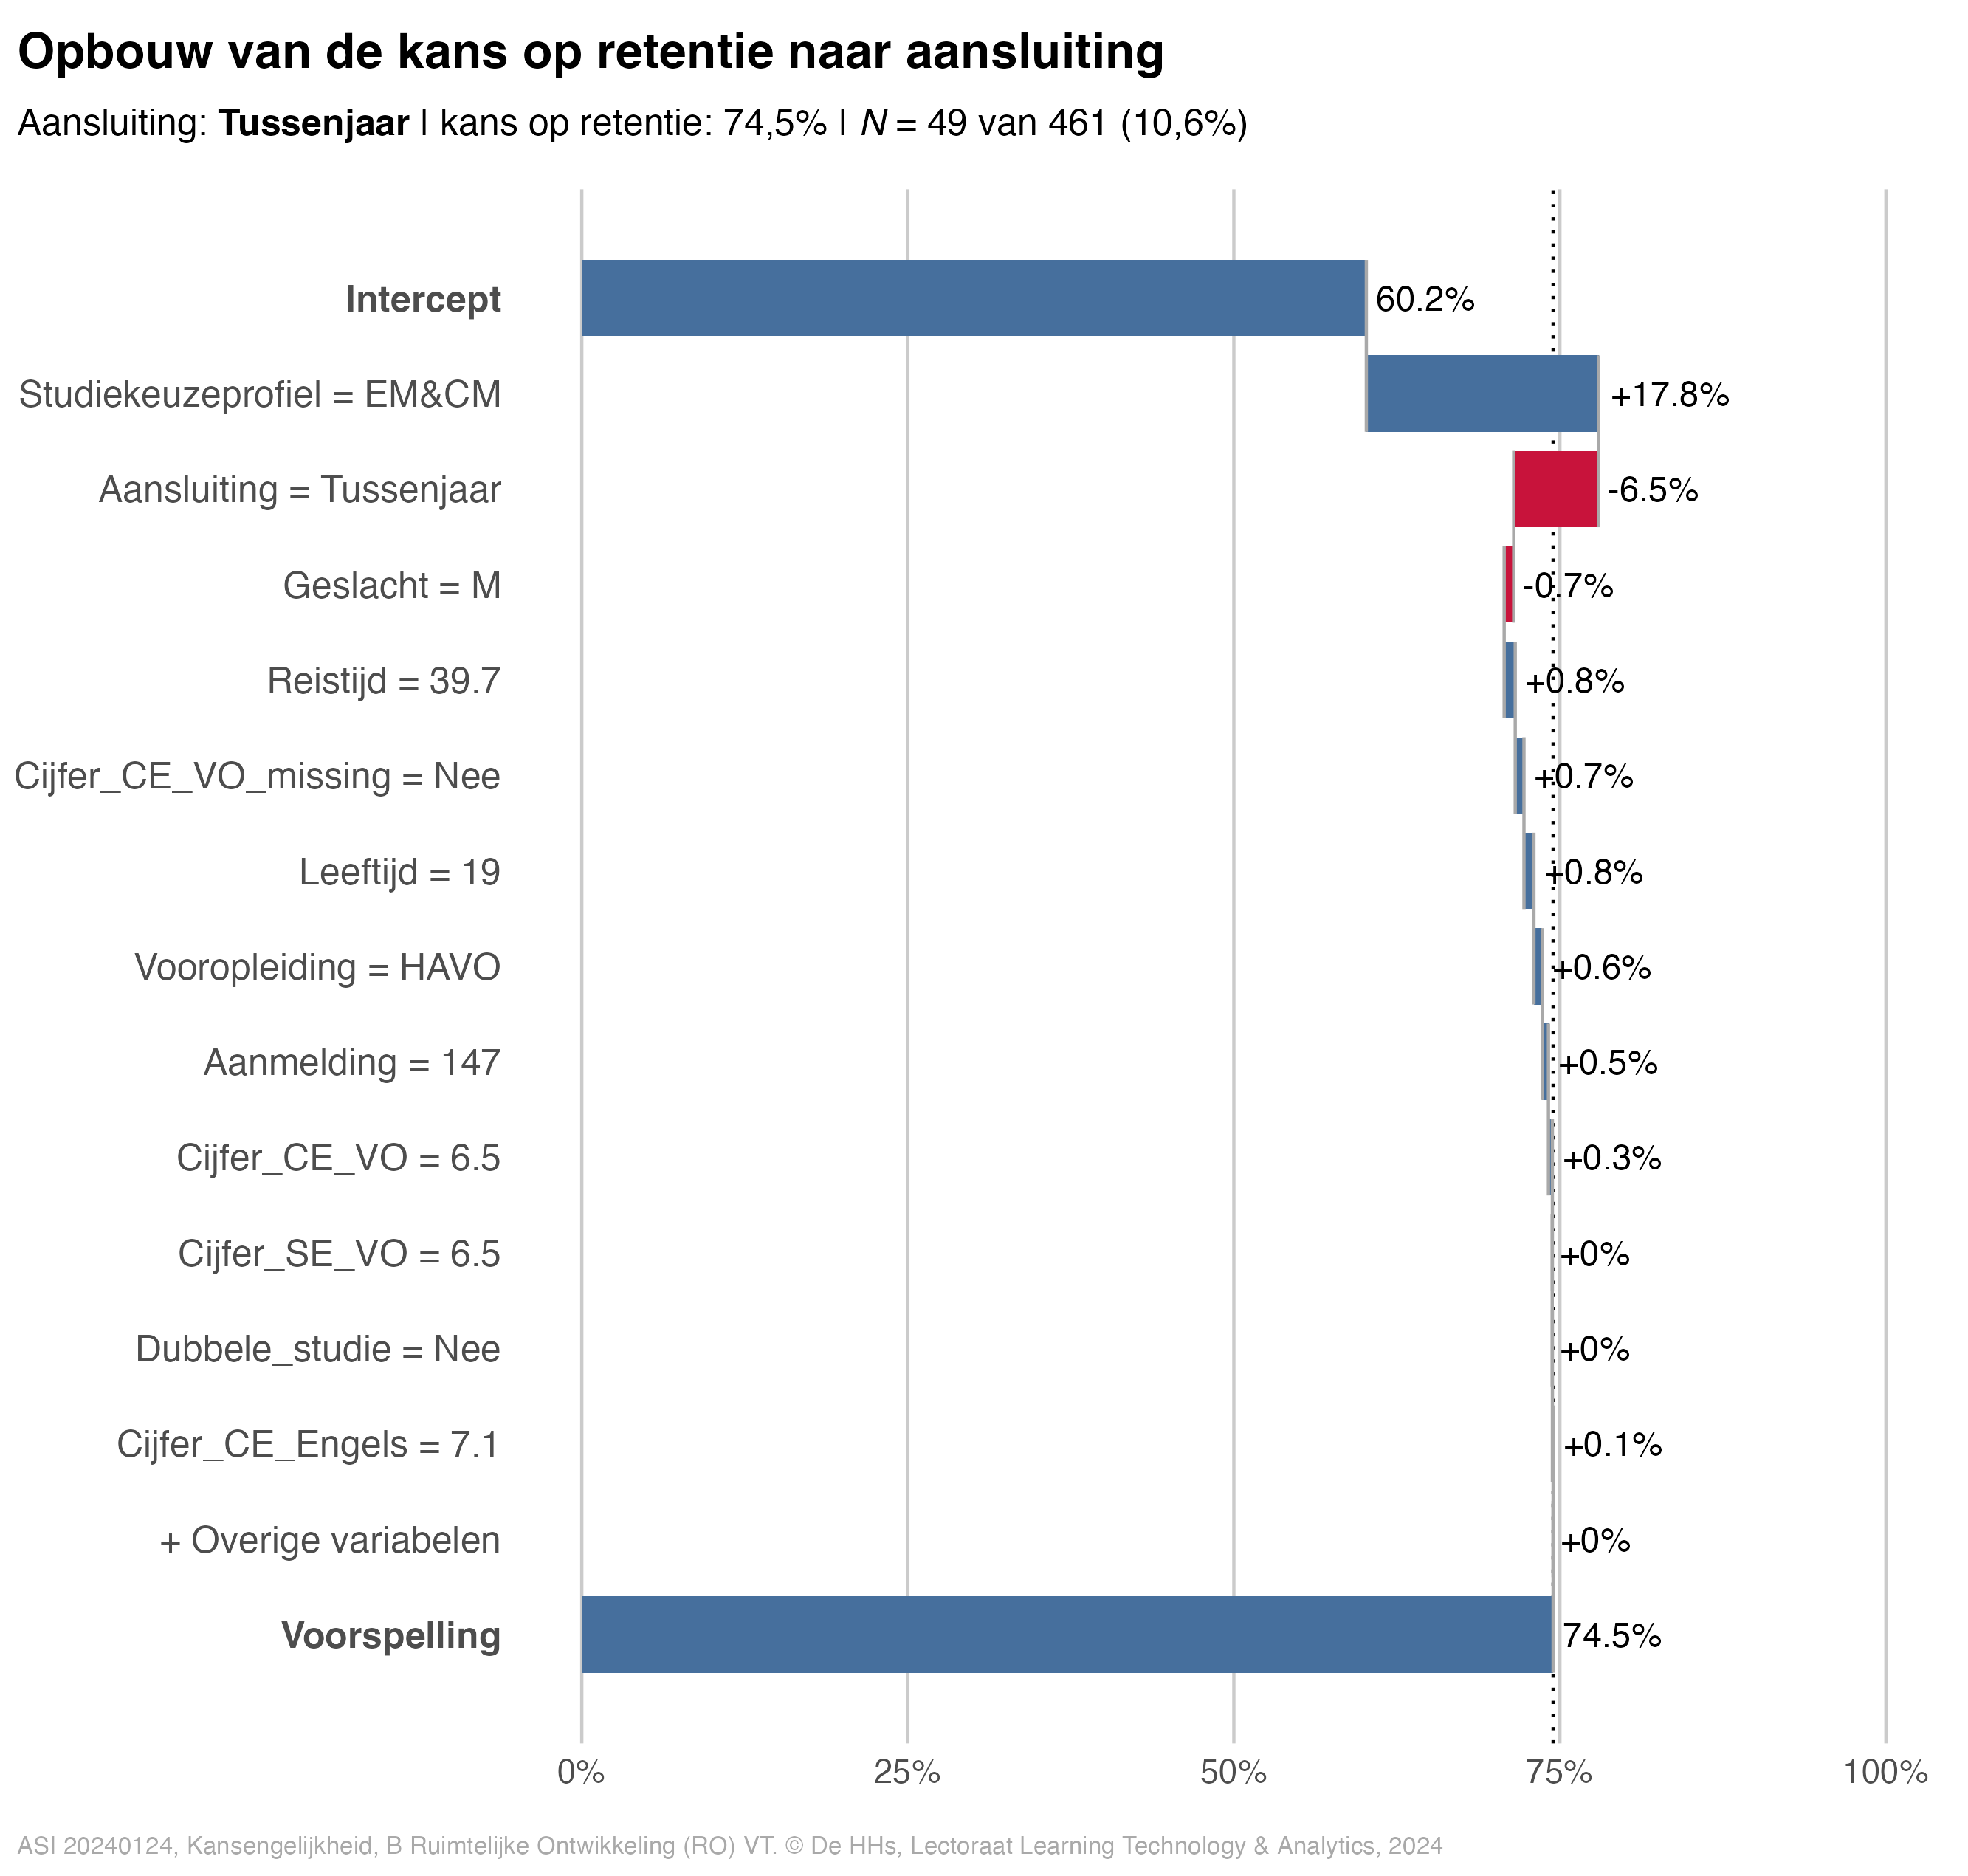 Opbouw van de kans op retentie naar aansluiting
Aansluiting: Tussenjaar | kans op retentie: 74,5% | N = 49 van 461 (10,6%)
Intercept 60.2%
Studiekeuzeprofiel = EM&CM +17.8%
Aansluiting = Tussenjaar -6.5%
Geslacht = M -0.7%
Reistijd = 39.7 +0.8%
Cijfer_CE_VO_missing = Nee +0.7%
Leeftijd = 19 +0.8%
Vooropleiding = HAVO +0.6%
Aanmelding = 147 +0.5%
Cijfer_CE_VO = 6.5 +0.3%
Cijfer_SE_VO = 6.5 +0%
Dubbele_studie = Nee +0%
Cijfer_CE_Engels = 7.1 +0.1%
+ Overige variabelen +0%
Voorspelling 74.5%
0% 25% 50% 75% 100%
ASI 20240124, Kansengelijkheid, B Ruimtelijke Ontwikkeling (RO) VT. © De HHs, Lectoraat Learning Technology & Analytics, 2024